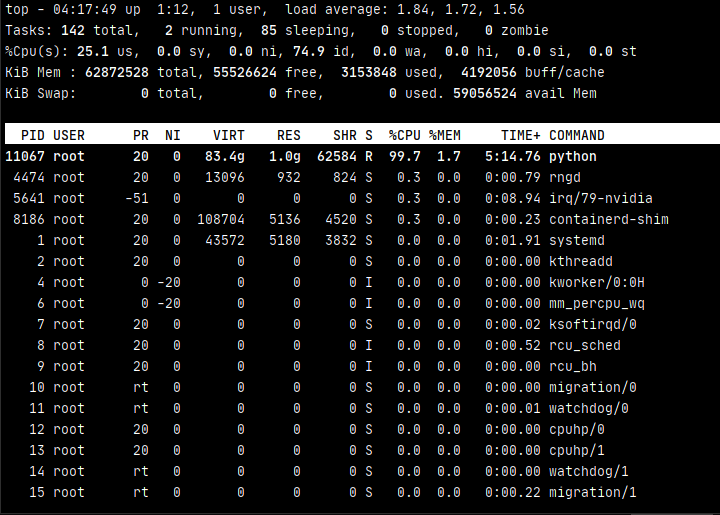 top - 04:17:49 up  1:12,  1 user,  load average: 1.84, 1.72, 1.56
Tasks: 142 total,   2 running,  85 sleeping,   0 stopped,   0 zombie
%Cpu(s): 25.1 us,  0.0 sy,  0.0 ni, 74.9 id,  0.0 wa,  0.0 hi,  0.0 si,  0.0 st
KiB Mem : 62872528 total, 55526624 free,  3153848 used,  4192056 buff/cache
KiB Swap:        0 total,        0 free,        0 used. 59056524 avail Mem
  PID USER      PR  NI    VIRT    RES    SHR S  %CPU %MEM     TIME+ COMMAND
11067 root      20   0   83.4g   1.0g  62584 R  99.7  1.7   5:14.76 python
 4474 root      20   0   13096    932    824 S   0.3  0.0   0:00.79 rngd
 5641 root     -51   0       0      0      0 S   0.3  0.0   0:08.94 irq/79-nvidia
 8186 root      20   0  108704   5136   4520 S   0.3  0.0   0:00.23 containerd-shim
    1 root      20   0   43572   5180   3832 S   0.0  0.0   0:01.91 systemd
    2 root      20   0       0      0      0 S   0.0  0.0   0:00.00 kthreadd
    4 root       0 -20       0      0      0 I   0.0  0.0   0:00.00 kworker/0:0H
    6 root       0 -20       0      0      0 I   0.0  0.0   0:00.00 mm_percpu_wq
    7 root      20   0       0      0      0 S   0.0  0.0   0:00.02 ksoftirqd/0
    8 root      20   0       0      0      0 I   0.0  0.0   0:00.52 rcu_sched
    9 root      20   0       0      0      0 I   0.0  0.0   0:00.00 rcu_bh
   10 root      rt   0       0      0      0 S   0.0  0.0   0:00.00 migration/0
   11 root      rt   0       0      0      0 S   0.0  0.0   0:00.01 watchdog/0
   12 root      20   0       0      0      0 S   0.0  0.0   0:00.00 cpuhp/0
   13 root      20   0       0      0      0 S   0.0  0.0   0:00.00 cpuhp/1
   14 root      rt   0       0      0      0 S   0.0  0.0   0:00.00 watchdog/1
   15 root      rt   0       0      0      0 S   0.0  0.0   0:00.22 migration/1